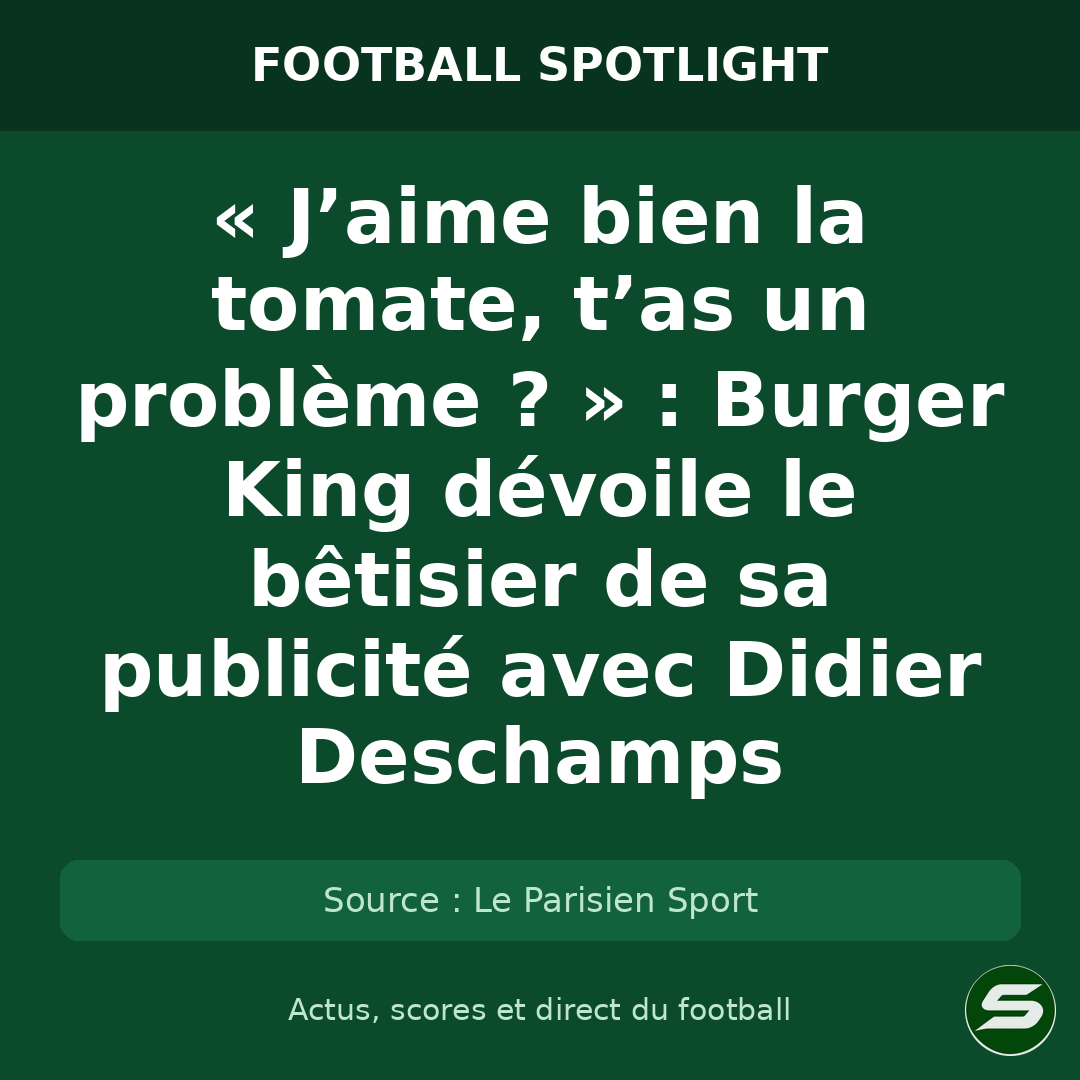 FOOTBALL SPOTLIGHT
« J’aime bien la
tomate, t’as un
problème ? » : Burger
King dévoile le
bêtisier de sa
publicité avec Didier
Deschamps
Source : Le Parisien Sport
Actus, scores et direct du football
S